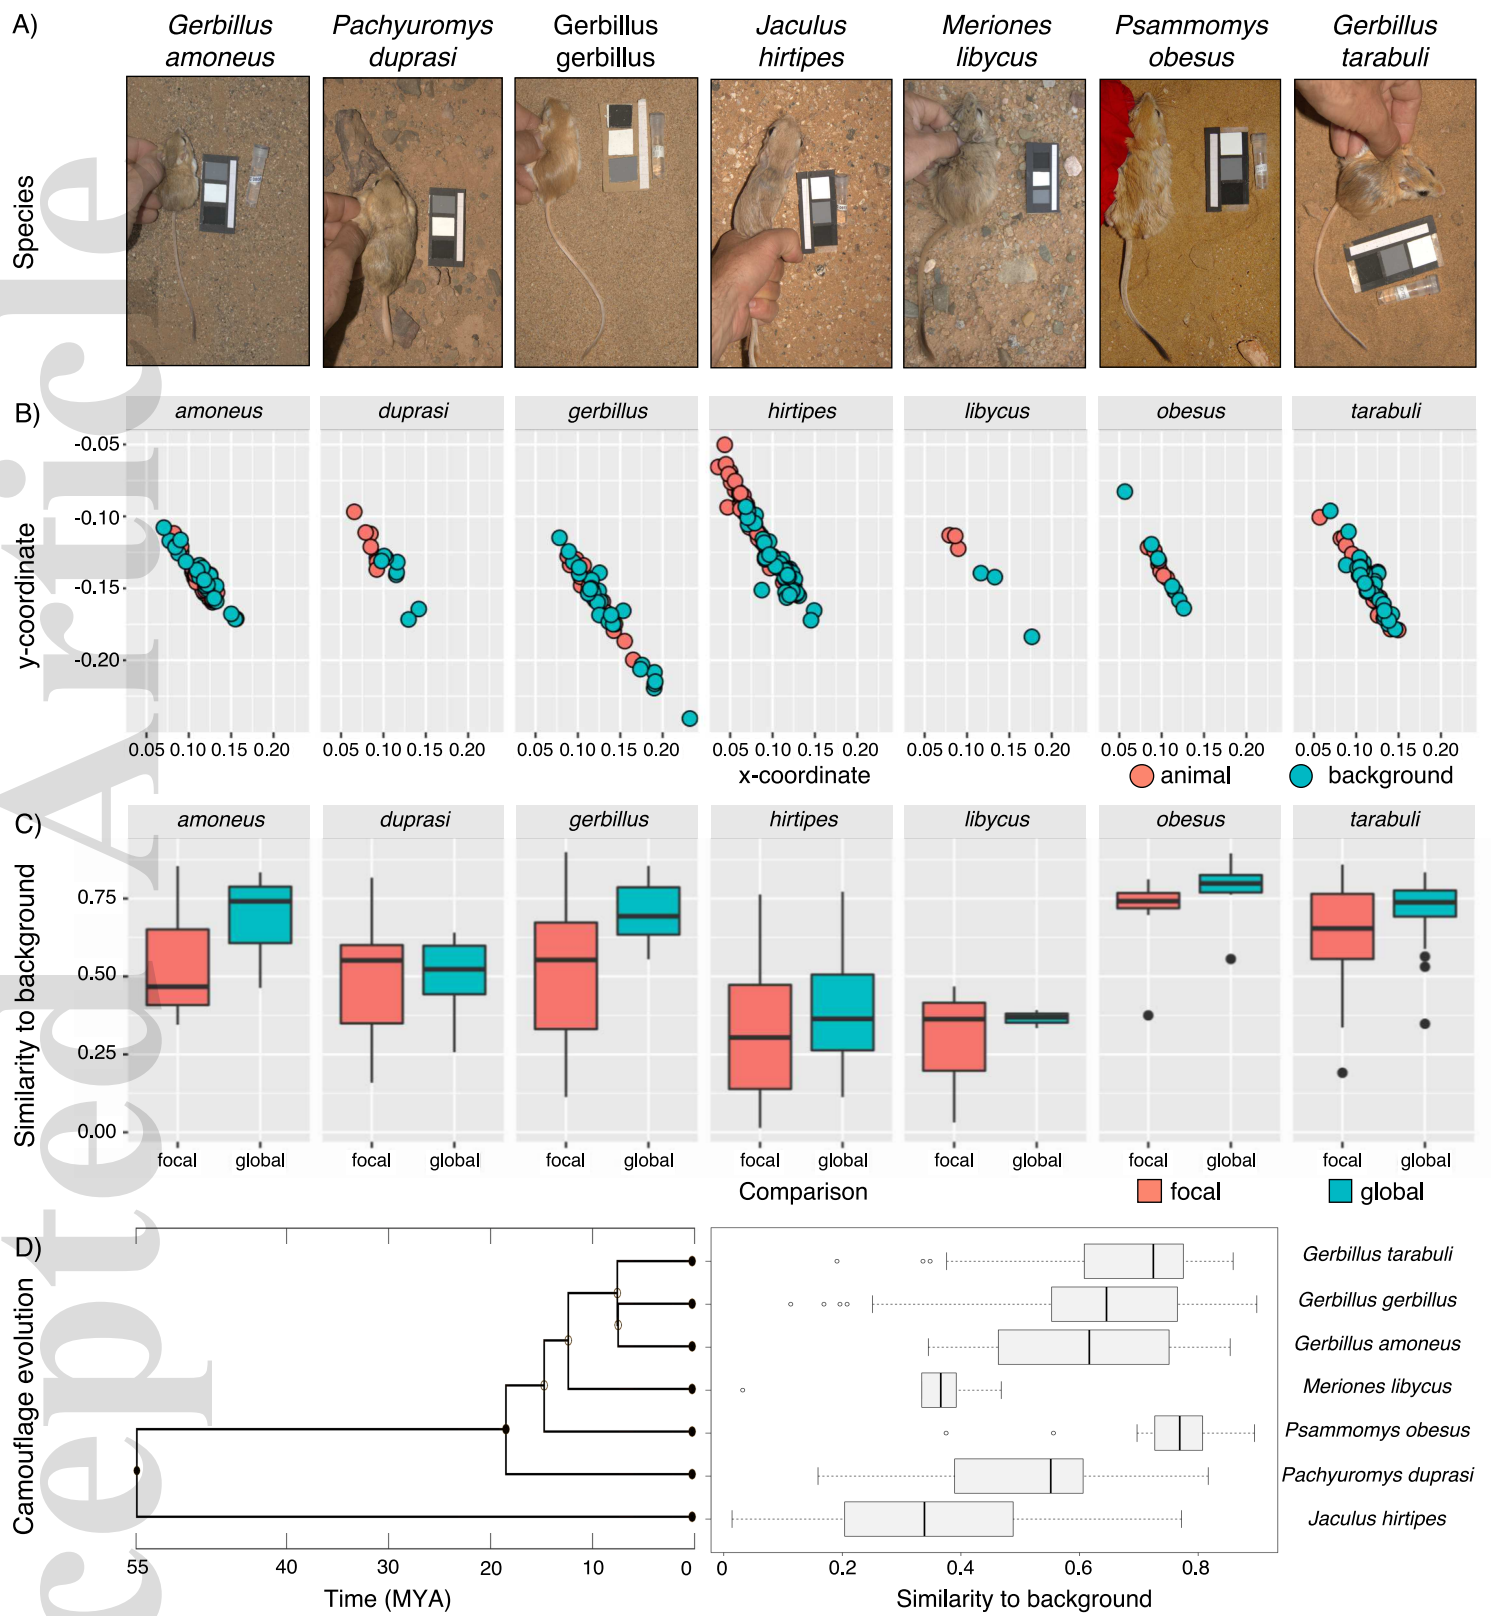 A)
Species
Gerbillus
amoneus
Pachyuromys
duprasi
Gerbillus
gerbillus
Jaculus
hirtipes
Meriones
libycus
Psammomys
obesus
Gerbillus
tarabuli
B)
amoneus duprasi gerbillus hirtipes libycus obesus tarabuli
y-coordinate
-0.05
-0.10
-0.15
-0.20
0.05 0.10 0.15 0.20 0.05 0.10 0.15 0.20 0.05 0.10 0.15 0.20 0.05 0.10 0.15 0.20 0.05 0.10 0.15 0.20 0.05 0.10 0.15 0.20 0.05 0.10 0.15 0.20
x-coordinate
animal background
C)
amoneus duprasi gerbillus hirtipes libycus obesus tarabuli
Similarity to background
0.75
0.50
0.25
0.00
focal global focal global focal global focal global focal global focal global focal global
Comparison
focal global
D)
Camouflage evolution
Gerbillus tarabuli
Gerbillus gerbillus
Gerbillus amoneus
Meriones libycus
Psammomys obesus
Pachyuromys duprasi
Jaculus hirtipes
55 40 30 20 10 0
Time (MYA)
0 0.2 0.4 0.6 0.8
Similarity to background
cepted Article